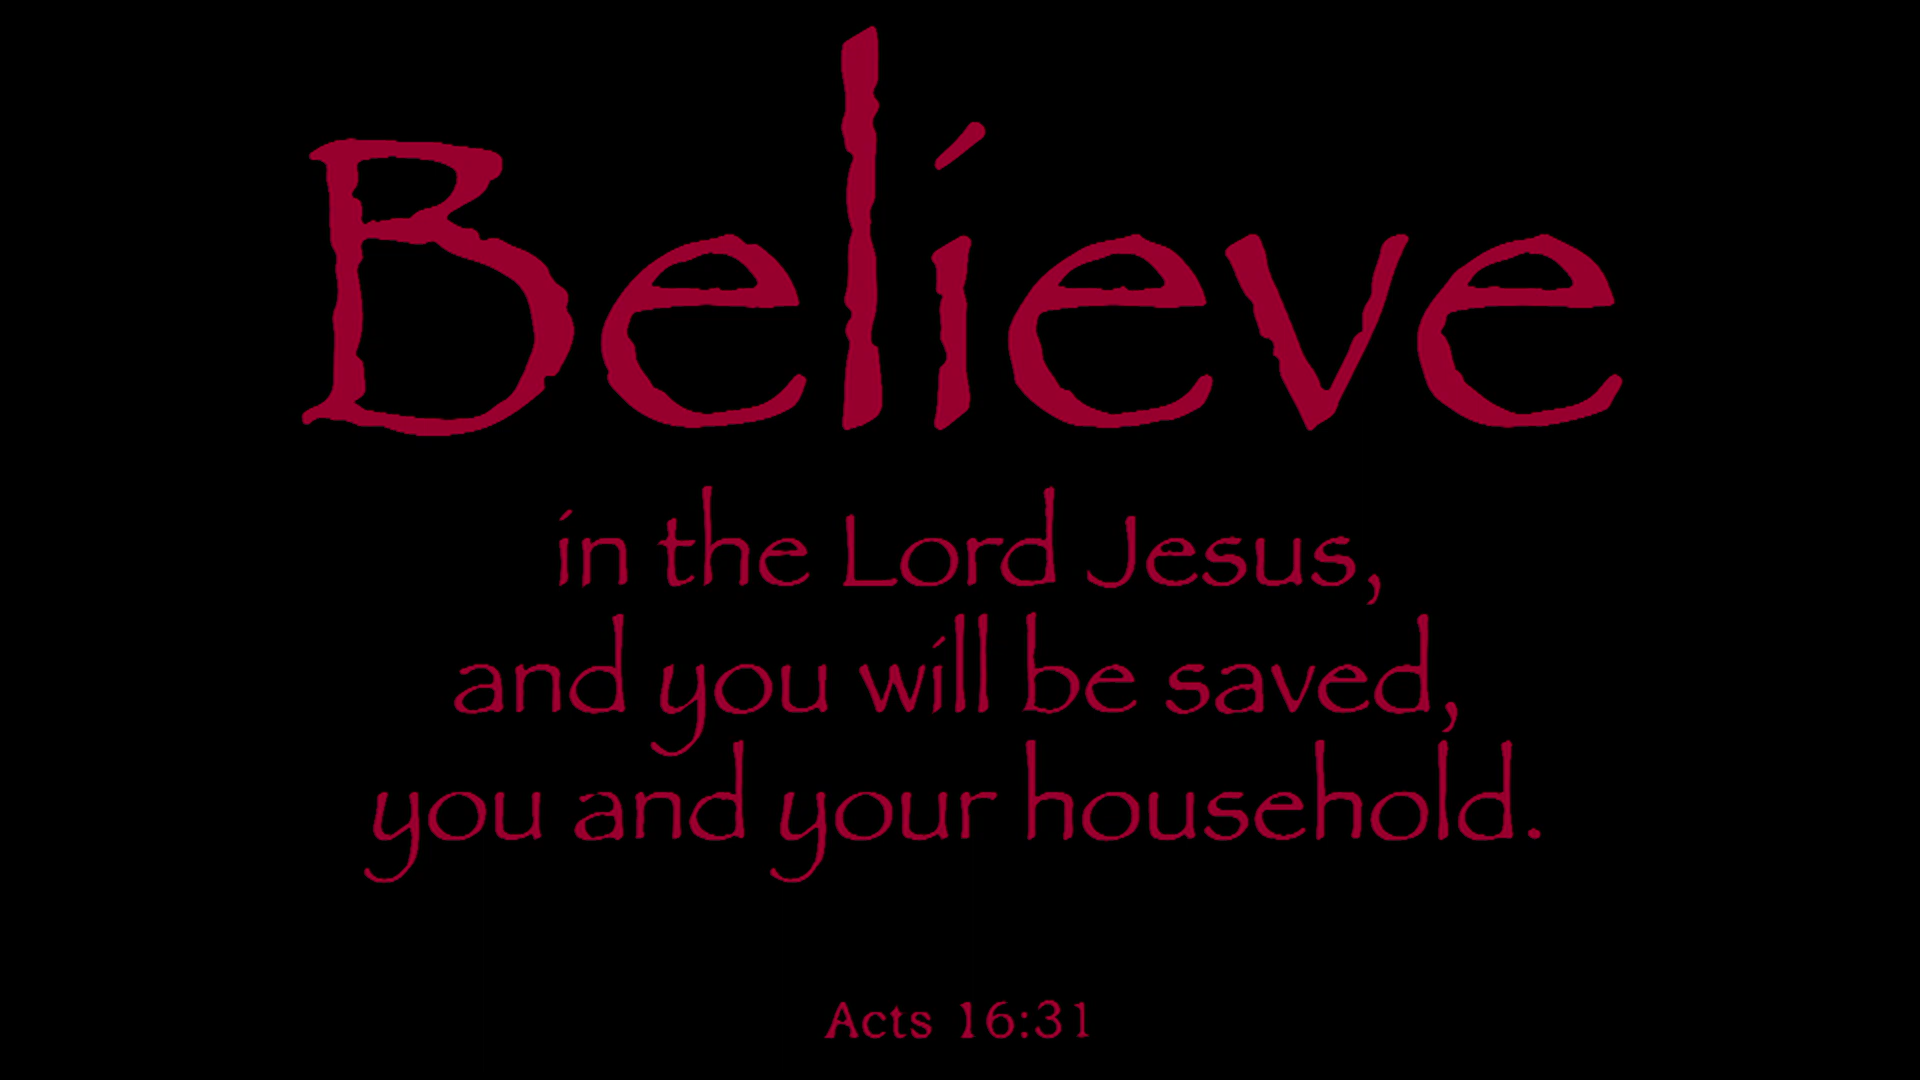 Believe
in the Lord Jesus,
and you will be saved,
you and your household.
Acts 16:31